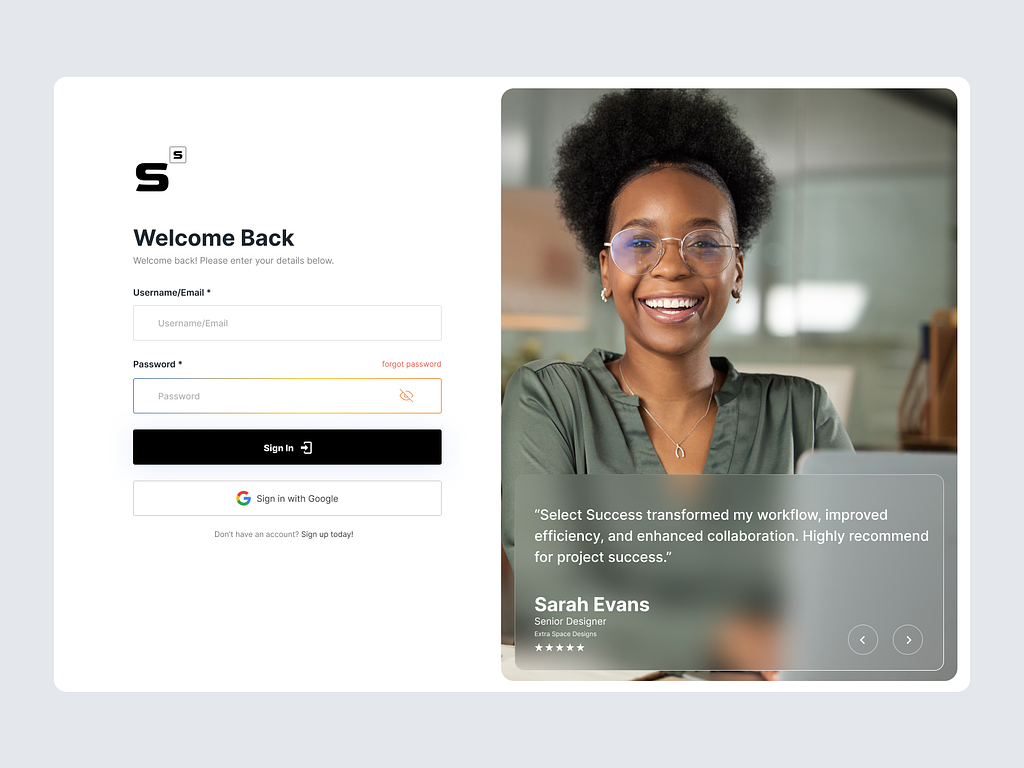 S
S
Welcome Back
Welcome back! Please enter your details below.
Username/Email *
Username/Email
Password *
forgot password
Password
Sign In
Sign in with Google
Don't have an account? Sign up today!
“Select Success transformed my workflow, improved
efficiency, and enhanced collaboration. Highly recommend
for project success.”
Sarah Evans
Senior Designer
Extra Space Designs